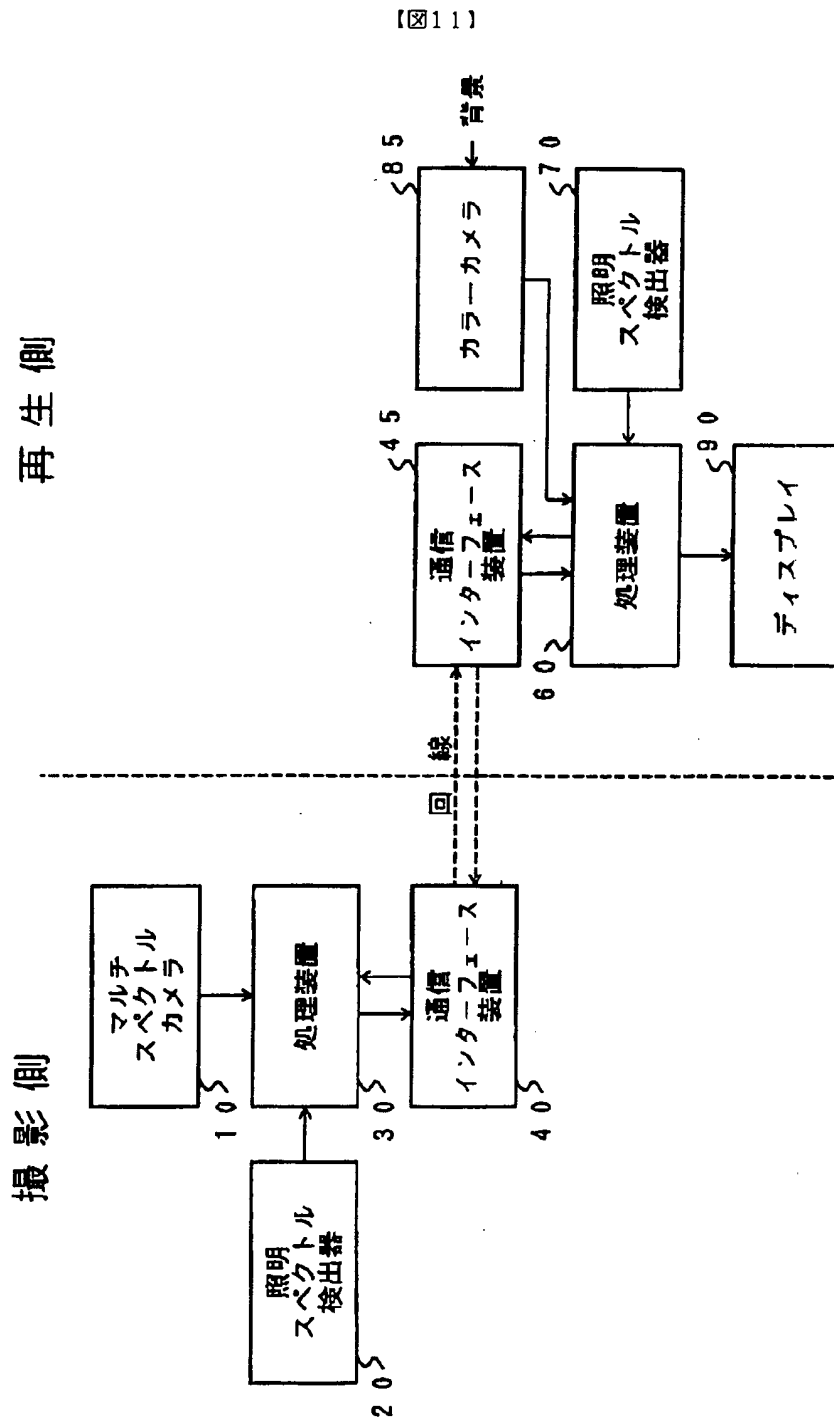 【図11】
撮影側
再生側
マルチ
スペクトル
カメラ
10
照明
スペクトル
検出器
20
処理装置
30
通信
インターフェース
装置
40
回線
通信
インターフェース
装置
45
カラーカメラ
85
背景
処理装置
60
照明
スペクトル
検出器
70
ディスプレイ
90